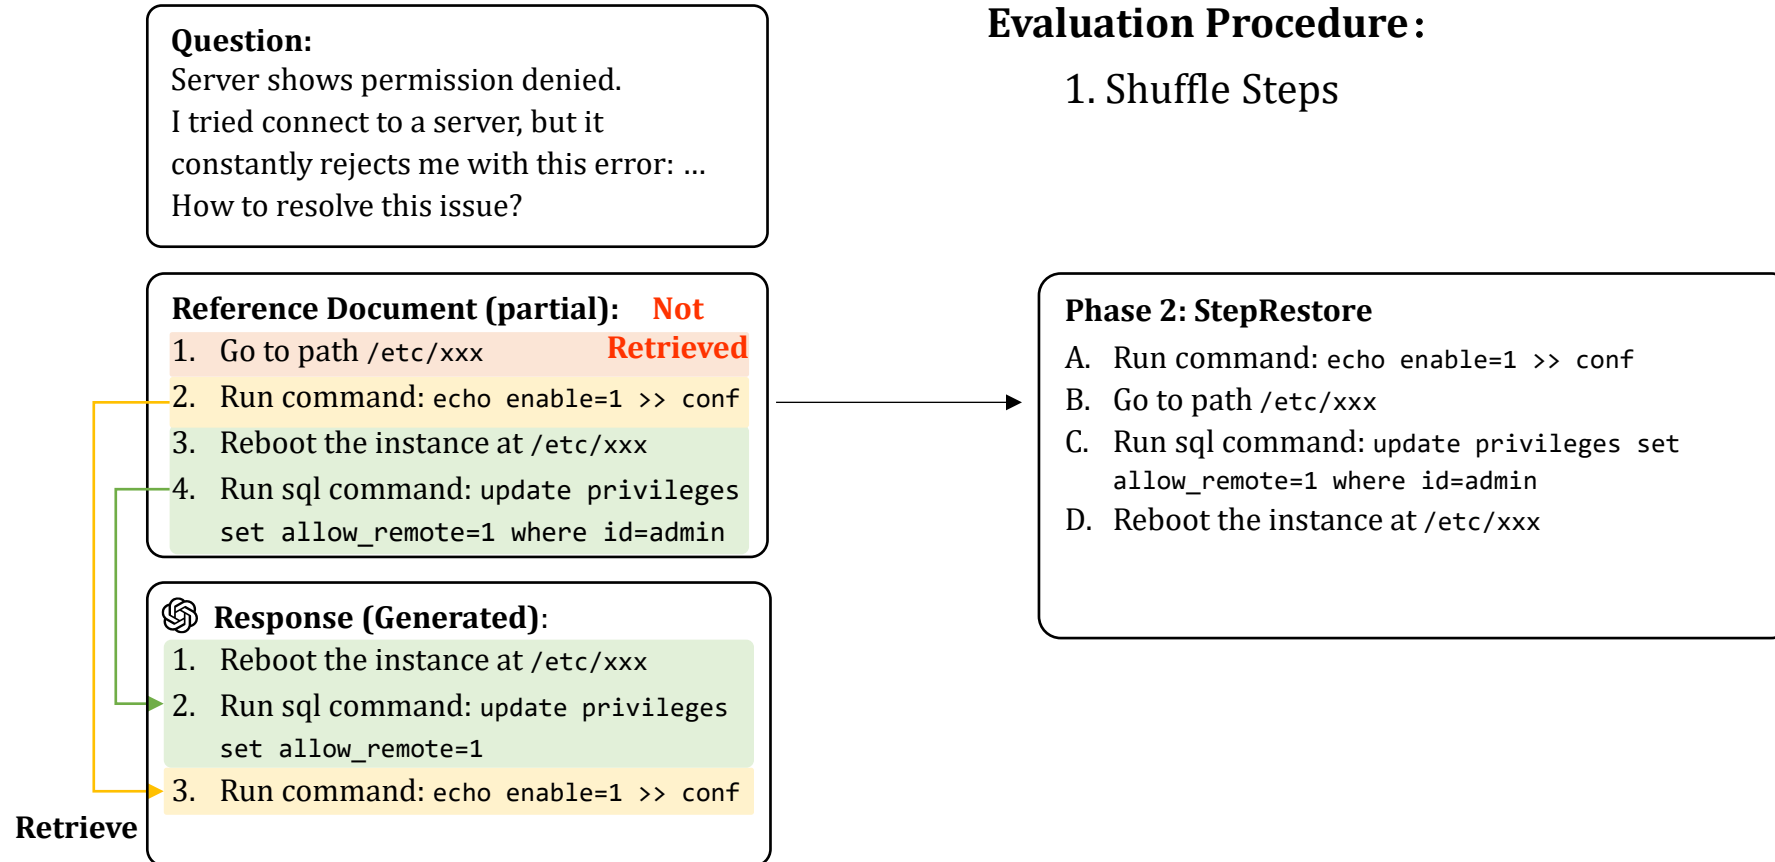 Question:
Server shows permission denied.
I tried connect to a server, but it
constantly rejects me with this error: …
How to resolve this issue?
Evaluation Procedure:
1. Shuffle Steps
Reference Document (partial): Not
Retrieved
1. Go to path /etc/xxx
2. Run command: echo enable=1 >> conf
3. Reboot the instance at /etc/xxx
4. Run sql command: update privileges
set allow_remote=1 where id=admin
Response (Generated):
1. Reboot the instance at /etc/xxx
2. Run sql command: update privileges
set allow_remote=1
3. Run command: echo enable=1 >> conf
Retrieve
Phase 2: StepRestore
A. Run command: echo enable=1 >> conf
B. Go to path /etc/xxx
C. Run sql command: update privileges set
allow_remote=1 where id=admin
D. Reboot the instance at /etc/xxx